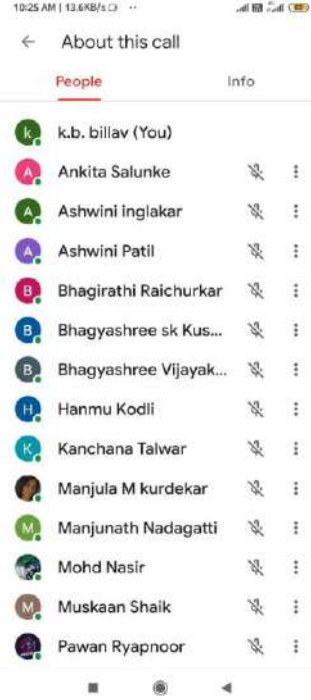 10:25 AM | 13.6KB/s
About this call
People Info
k k.b. billav (You)
A Ankita Salunke
A Ashwini inglakar
A Ashwini Patil
B Bhagirathi Raichurkar
B Bhagyashree sk Kus...
B Bhagyashree Vijayak...
H Hanmu Kodli
K Kanchana Talwar
Manjula M kurdekar
M Manjunath Nadagatti
Mohd Nasir
M Muskaan Shaik
Pawan Ryapnoor